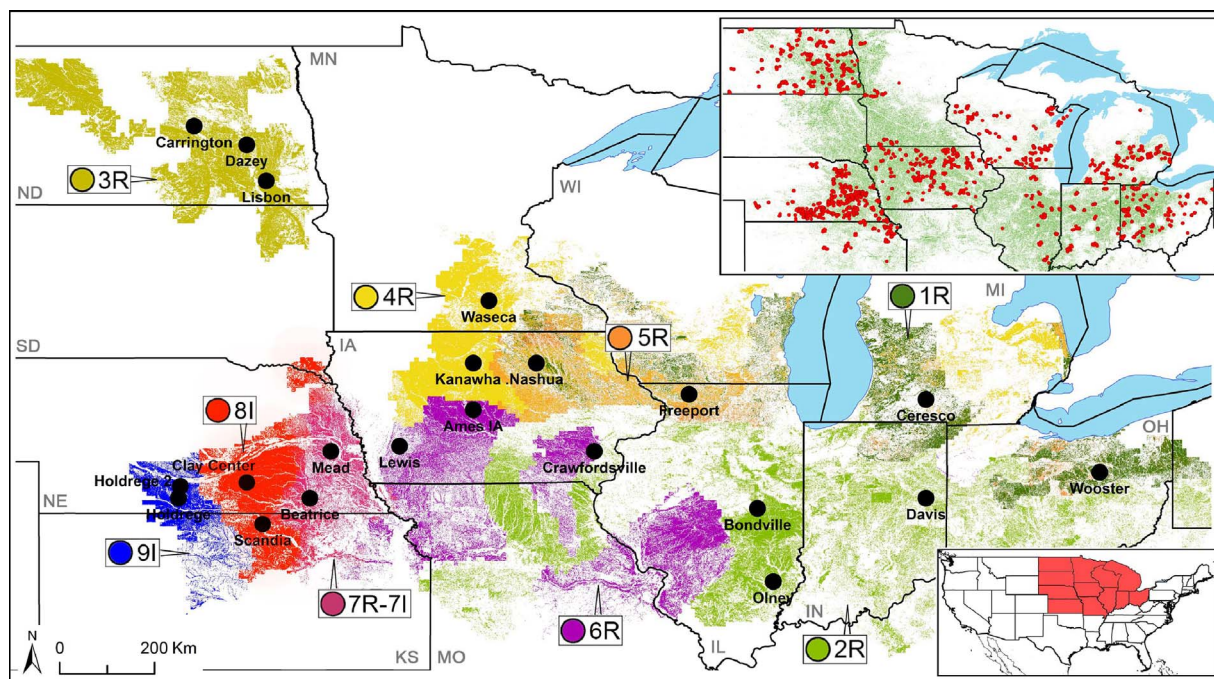 MN
Carrington
Dazey
3R
Lisbon
ND
WI
4R
1R
MI
Waseca
SD
IA
5R
Kanawha .Nashua
8I
Freeport
Ceresco
Ames IA
OH
Clay Center
Mead
Lewis
Crawfordsville
Wooster
NE
Holdrege 2
Holdrege
Beatrice
Bondville
Davis
Scandia
9I
Olney
7R-7I
IN
6R
N
0 200 Km
KS MO
IL
2R